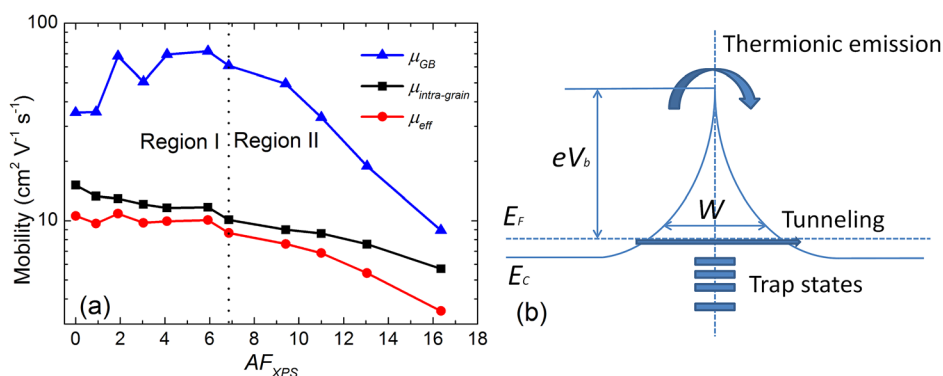 100
10
Mobility (cm² V⁻¹ s⁻¹)
μGB
μintra-grain
μeff
Region I
Region II
(a)
0 2 4 6 8 10 12 14 16 18
AFXPS
Thermionic emission
eVb
EF
W
Tunneling
EC
Trap states
(b)